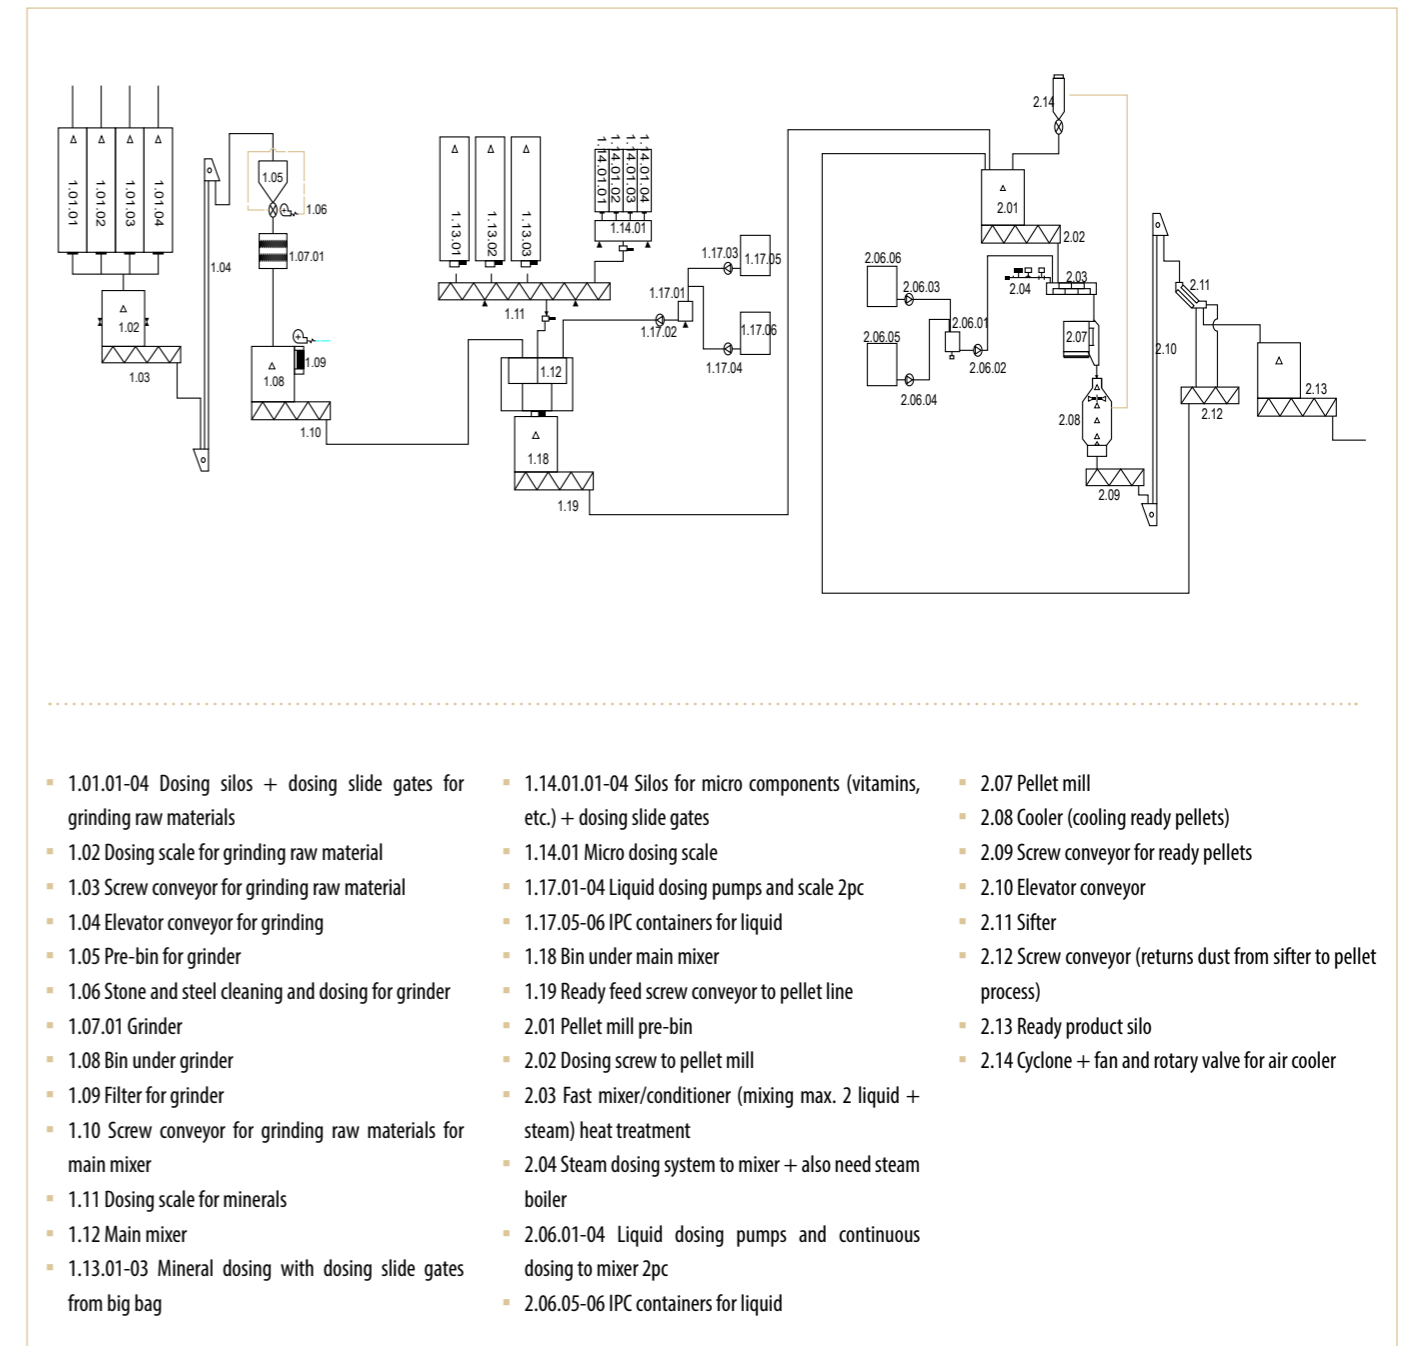 2.14
1.01.01
1.01.02
1.01.03
1.01.04
1.14.01.01
1.14.01.02
1.14.01.03
1.14.01.04
1.05
1.06
1.13.01
1.13.02
1.13.03
2.01
1.14.01
2.02
1.07.01
1.04
1.17.03
1.17.05
2.06.06
2.03
2.11
2.06.03
2.04
1.17.01
1.11
1.02
1.17.02
1.17.06
2.06.01
2.06.05
2.07
2.10
1.09
1.03
1.08
1.12
1.17.04
2.06.02
2.06.04
2.13
2.12
2.08
1.10
1.18
2.09
1.19
1.01.01-04 Dosing silos + dosing slide gates for
grinding raw materials
1.02 Dosing scale for grinding raw material
1.03 Screw conveyor for grinding raw material
1.04 Elevator conveyor for grinding
1.05 Pre-bin for grinder
1.06 Stone and steel cleaning and dosing for grinder
1.07.01 Grinder
1.08 Bin under grinder
1.09 Filter for grinder
1.10 Screw conveyor for grinding raw materials for
main mixer
1.11 Dosing scale for minerals
1.12 Main mixer
1.13.01-03 Mineral dosing with dosing slide gates
from big bag
1.14.01.01-04 Silos for micro components (vitamins,
etc.) + dosing slide gates
1.14.01 Micro dosing scale
1.17.01-04 Liquid dosing pumps and scale 2pc
1.17.05-06 IPC containers for liquid
1.18 Bin under main mixer
1.19 Ready feed screw conveyor to pellet line
2.01 Pellet mill pre-bin
2.02 Dosing screw to pellet mill
2.03 Fast mixer/conditioner (mixing max. 2 liquid +
steam) heat treatment
2.04 Steam dosing system to mixer + also need steam
boiler
2.06.01-04 Liquid dosing pumps and continuous
dosing to mixer 2pc
2.06.05-06 IPC containers for liquid
2.07 Pellet mill
2.08 Cooler (cooling ready pellets)
2.09 Screw conveyor for ready pellets
2.10 Elevator conveyor
2.11 Sifter
2.12 Screw conveyor (returns dust from sifter to pellet
process)
2.13 Ready product silo
2.14 Cyclone + fan and rotary valve for air cooler